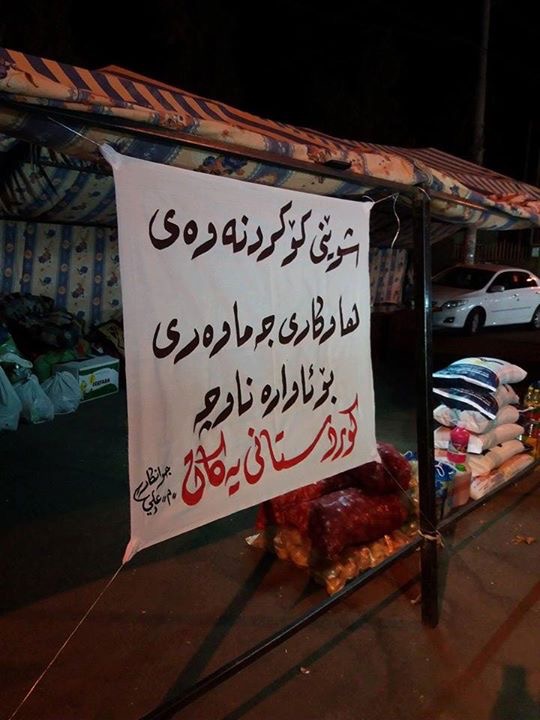 شوێنی کۆکردنەوەی
هاوکاری جەماوەری
بۆ ئاوارە ناوچە
کوردستانی یەکان